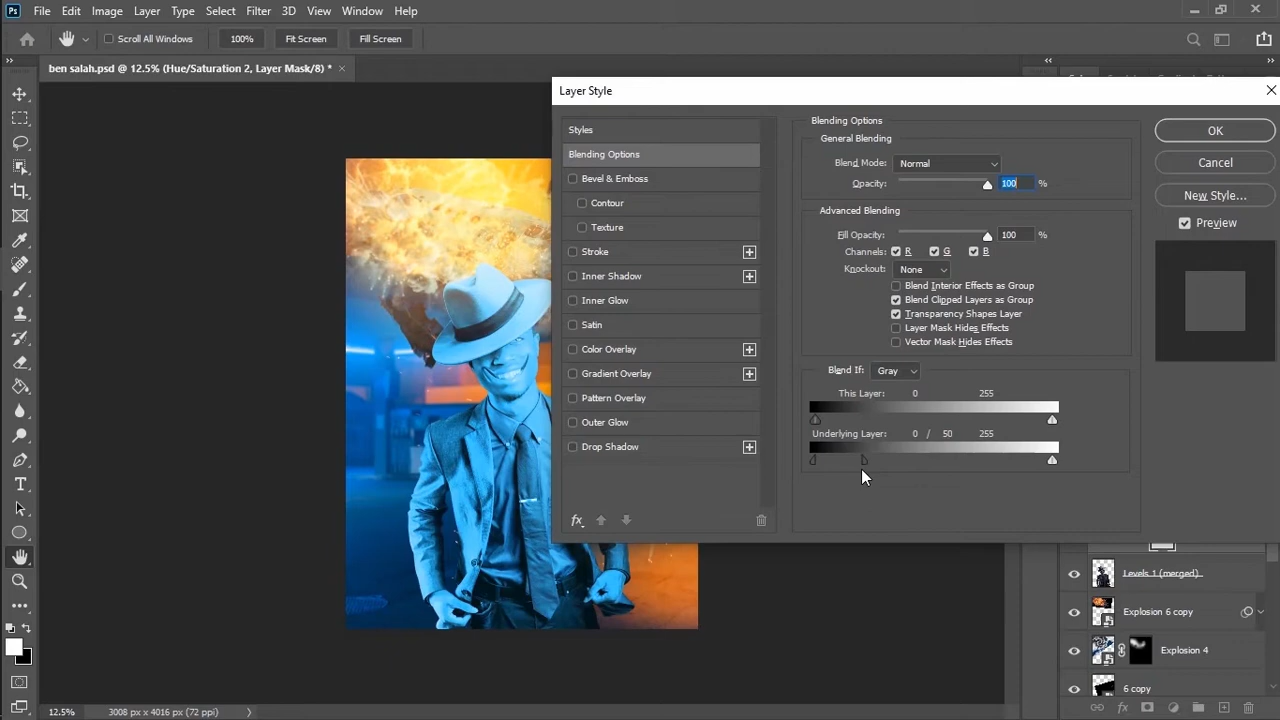 Ps File Edit Image Layer Type Select Filter 3D View Window Help
Scroll All Windows 100% Fit Screen Fill Screen
ben salah.psd @ 12.5% (Hue/Saturation 2, Layer Mask/8) *
Layer Style
Styles
Blending Options
Bevel & Emboss
Contour
Texture
Stroke
Inner Shadow
Inner Glow
Satin
Color Overlay
Gradient Overlay
Pattern Overlay
Outer Glow
Drop Shadow
fx
Blending Options
General Blending
Blend Mode: Normal
Opacity: 100 %
Advanced Blending
Fill Opacity: 100 %
Channels: R G B
Knockout: None
Blend Interior Effects as Group
Blend Clipped Layers as Group
Transparency Shapes Layer
Layer Mask Hides Effects
Vector Mask Hides Effects
Blend If: Gray
This Layer: 0 255
Underlying Layer: 0 / 50 255
OK
Cancel
New Style...
Preview
Levels 1 (merged)
Explosion 6 copy
Explosion 4
6 copy
fx
12.5% 3008 px x 4016 px (72 ppi)